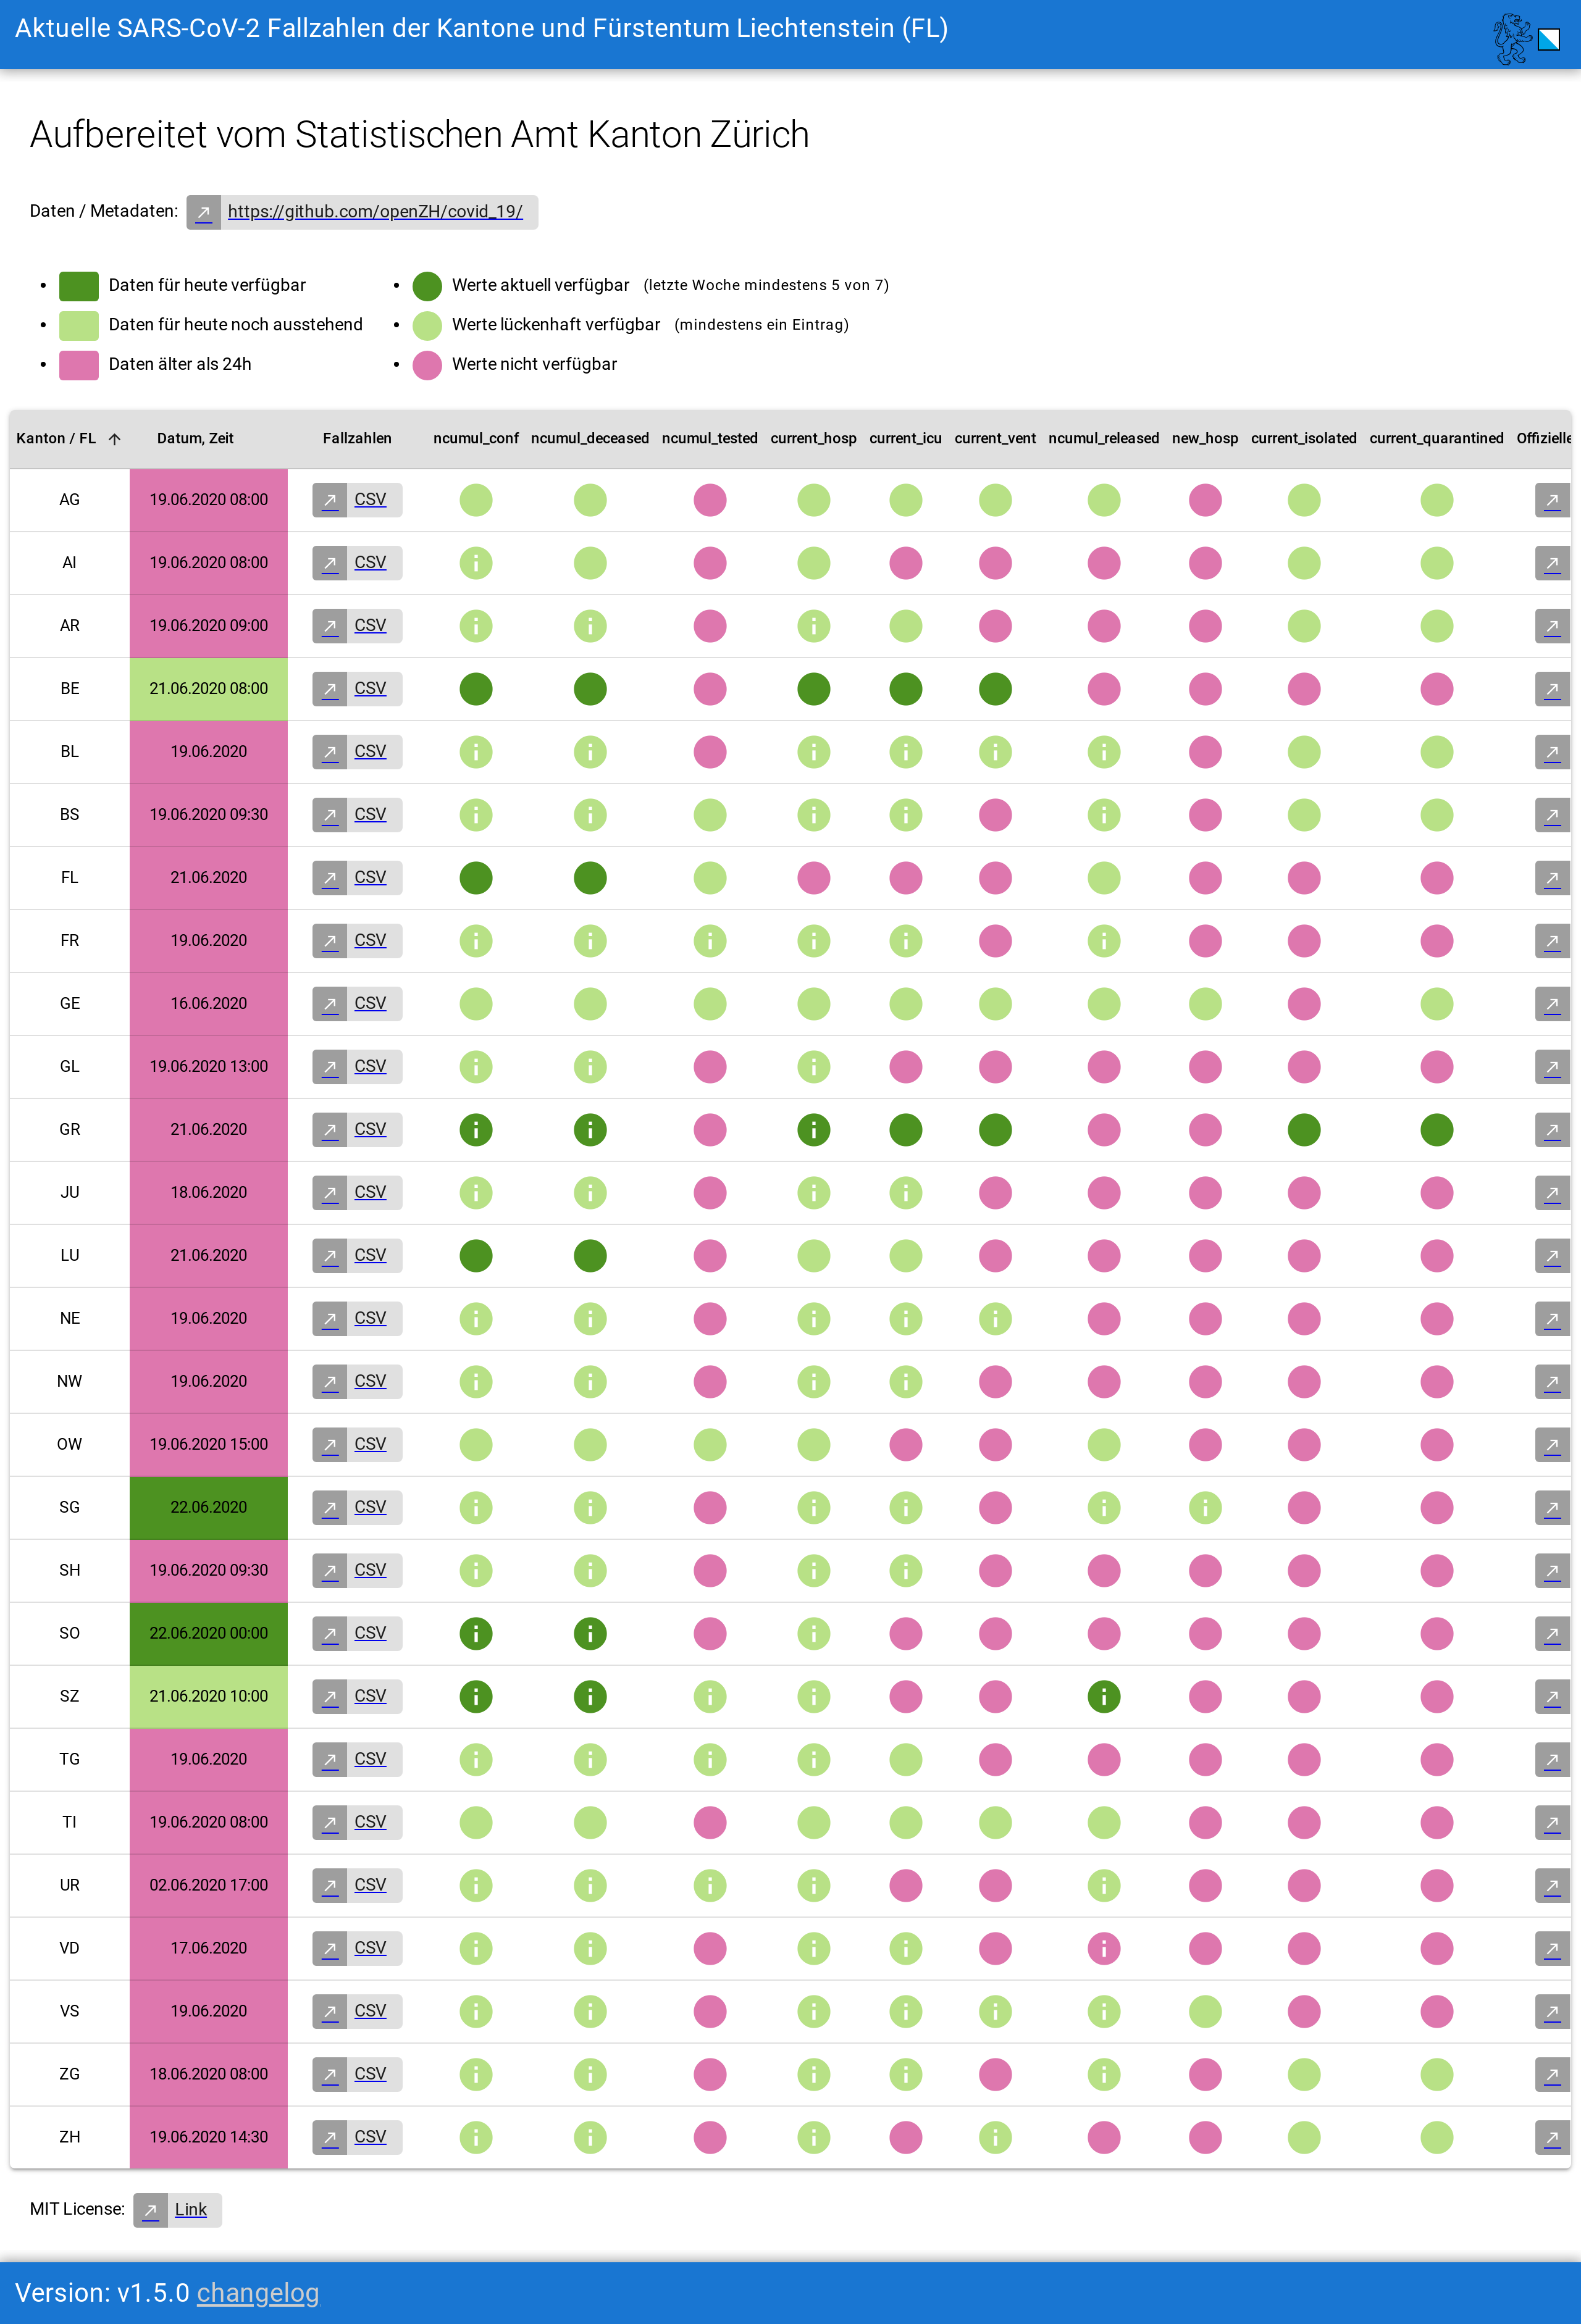 Aktuelle SARS-CoV-2 Fallzahlen der Kantone und Fürstentum Liechtenstein (FL)
Aufbereitet vom Statistischen Amt Kanton Zürich
Daten / Metadaten: https://github.com/openZH/covid_19/
Daten für heute verfügbar
Daten für heute noch ausstehend
Daten älter als 24h
Werte aktuell verfügbar (letzte Woche mindestens 5 von 7)
Werte lückenhaft verfügbar (mindestens ein Eintrag)
Werte nicht verfügbar
Kanton / FL Datum, Zeit Fallzahlen ncumul_conf ncumul_deceased ncumul_tested current_hosp current_icu current_vent ncumul_released new_hosp current_isolated current_quarantined Offizielle
AG 19.06.2020 08:00 CSV
AI 19.06.2020 08:00 CSV
AR 19.06.2020 09:00 CSV
BE 21.06.2020 08:00 CSV
BL 19.06.2020 CSV
BS 19.06.2020 09:30 CSV
FL 21.06.2020 CSV
FR 19.06.2020 CSV
GE 16.06.2020 CSV
GL 19.06.2020 13:00 CSV
GR 21.06.2020 CSV
JU 18.06.2020 CSV
LU 21.06.2020 CSV
NE 19.06.2020 CSV
NW 19.06.2020 CSV
OW 19.06.2020 15:00 CSV
SG 22.06.2020 CSV
SH 19.06.2020 09:30 CSV
SO 22.06.2020 00:00 CSV
SZ 21.06.2020 10:00 CSV
TG 19.06.2020 CSV
TI 19.06.2020 08:00 CSV
UR 02.06.2020 17:00 CSV
VD 17.06.2020 CSV
VS 19.06.2020 CSV
ZG 18.06.2020 08:00 CSV
ZH 19.06.2020 14:30 CSV
MIT License: Link
Version: v1.5.0 changelog